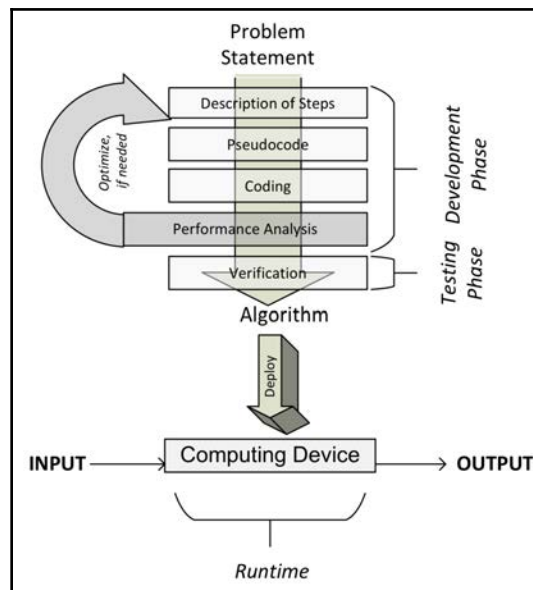 Problem
Statement
Description of Steps
Pseudocode
Coding
Performance Analysis
Verification
Optimize,
if needed
Development
Phase
Testing
Phase
Algorithm
Deploy
INPUT
Computing Device
OUTPUT
Runtime